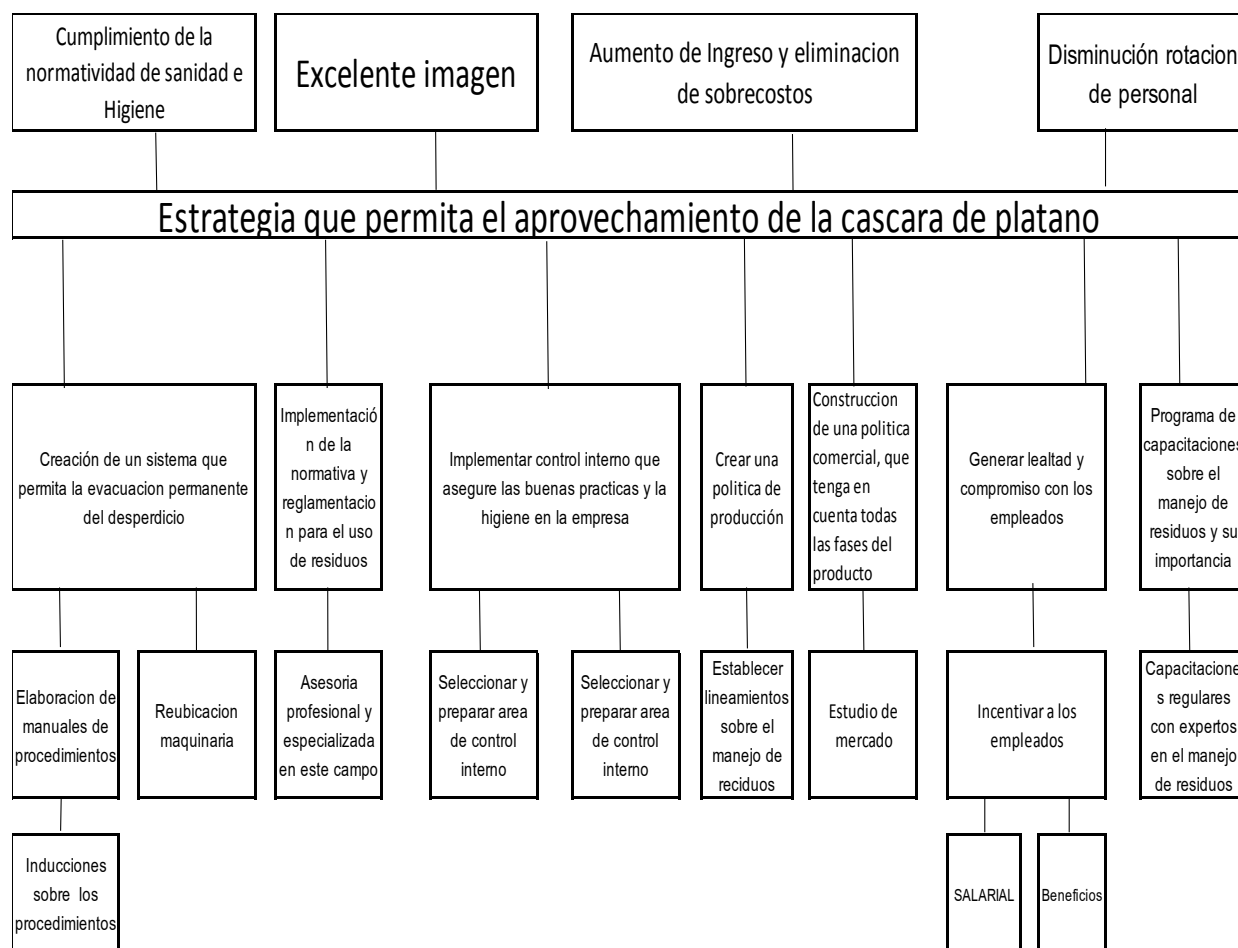 Cumplimiento de la
normatividad de sanidad e
Higiene
Excelente imagen
Aumento de Ingreso y eliminacion
de sobrecostos
Disminución rotacion
de personal
Estrategia que permita el aprovechamiento de la cascara de platano
Creación de un sistema que
permita la evacuacion permanente
del desperdicio
Implementació
n de la
normativa y
reglamentacio
n para el uso
de residuos
Implementar control interno que
asegure las buenas practicas y la
higiene en la empresa
Crear una
politica de
producción
Construccion
de una politica
comercial, que
tenga en
cuenta todas
las fases del
producto
Generar lealtad y
compromiso con los
empleados
Programa de
capacitaciones
sobre el
manejo de
residuos y su
importancia
Elaboracion de
manuales de
procedimientos
Reubicacion
maquinaria
Asesoria
profesional y
especializada
en este campo
Seleccionar y
preparar area
de control
interno
Seleccionar y
preparar area
de control
interno
Establecer
lineamientos
sobre el
manejo de
reciduos
Estudio de
mercado
Incentivar a los
empleados
Capacitacione
s regulares
con expertos
en el manejo
de residuos
Inducciones
sobre los
procedimientos
SALARIAL
Beneficios